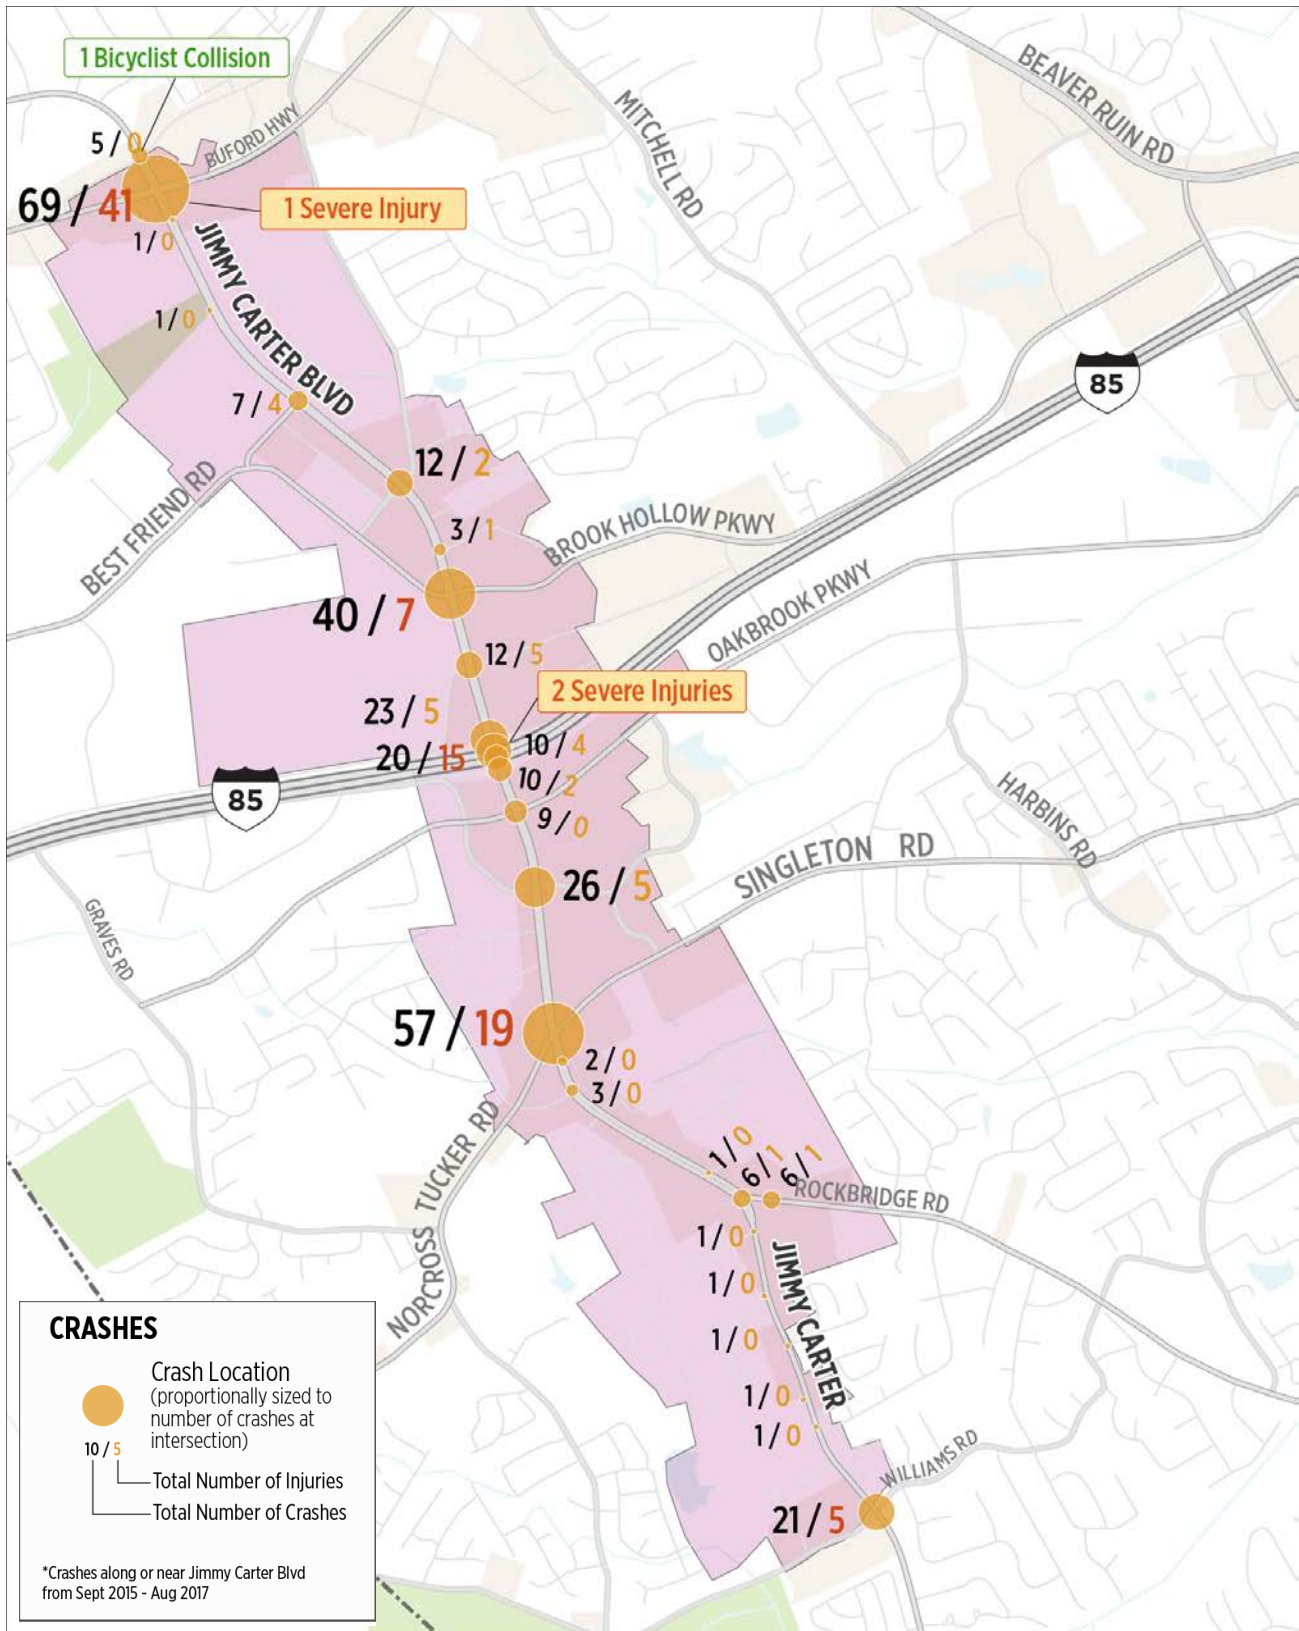 1 Bicyclist Collision
BEAVER RUIN RD
MITCHELL RD
BUFORD HWY
5 / 0
69 / 41
1 Severe Injury
1 / 0
JIMMY CARTER BLVD
1 / 0
85
7 / 4
12 / 2
BEST FRIEND RD
3 / 1
BROOK HOLLOW PKWY
40 / 7
OAKBROOK PKWY
12 / 5
2 Severe Injuries
23 / 5
20 / 15
10 / 4
10 / 2
85
9 / 0
HARBINS RD
SINGLETON RD
26 / 5
GRAVES RD
57 / 19
2 / 0
3 / 0
NORCROSS TUCKER RD
1 / 0
6 / 1
6 / 1
ROCKBRIDGE RD
1 / 0
JIMMY CARTER
1 / 0
1 / 0
1 / 0
1 / 0
WILLIAMS RD
21 / 5
CRASHES
Crash Location
(proportionally sized to
number of crashes at
intersection)
10 / 5
Total Number of Injuries
Total Number of Crashes
*Crashes along or near Jimmy Carter Blvd
from Sept 2015 - Aug 2017